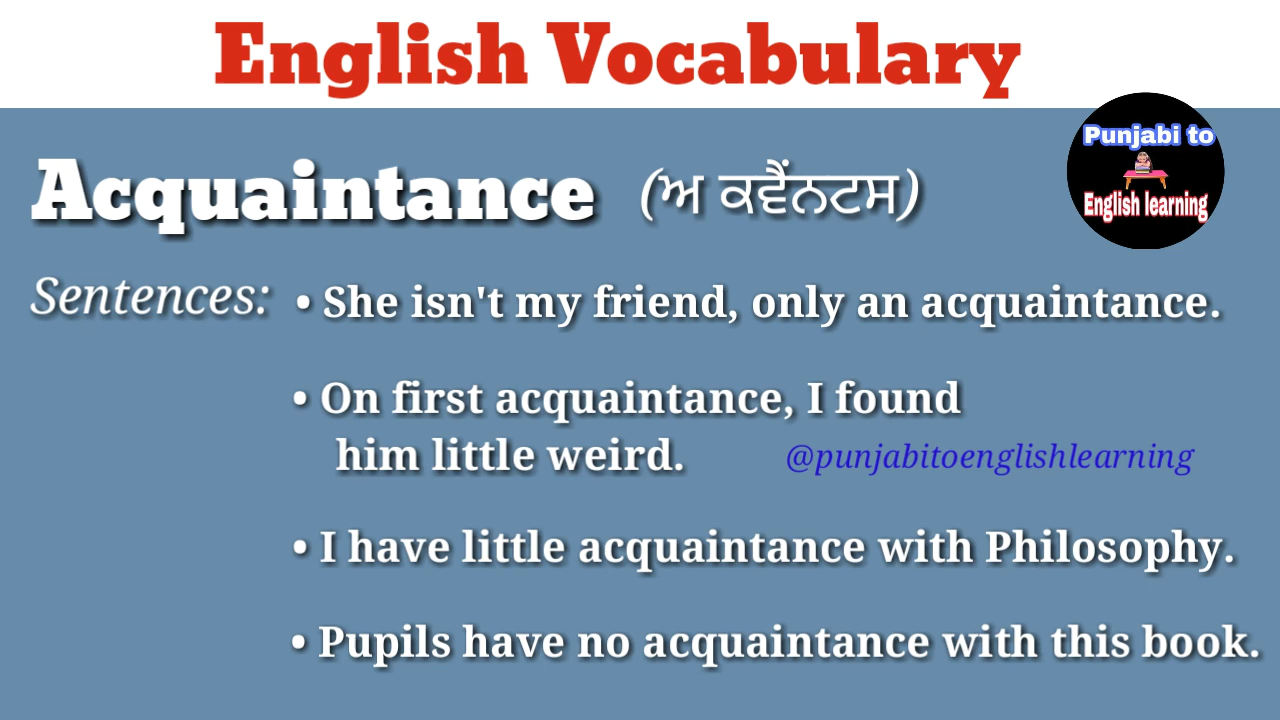 English Vocabulary
Punjabi to
English learning
Acquaintance (ਅ ਕਵੈਂਨਟਸ)
Sentences: • She isn't my friend, only an acquaintance.
• On first acquaintance, I found
him little weird. @punjabitoenglishlearning
• I have little acquaintance with Philosophy.
• Pupils have no acquaintance with this book.